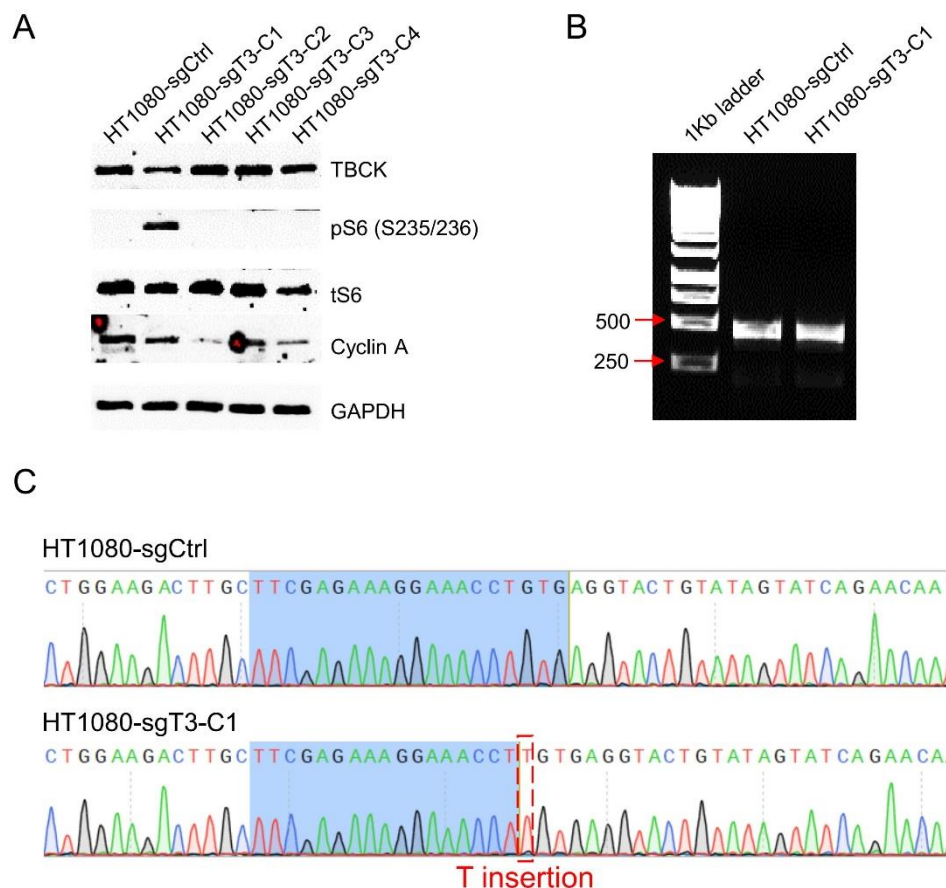 A
HT1080-sgCtrl
HT1080-sgT3-C1
HT1080-sgT3-C2
HT1080-sgT3-C3
HT1080-sgT3-C4
TBCK
pS6 (S235/236)
tS6
Cyclin A
GAPDH
B
1Kb ladder
HT1080-sgCtrl
HT1080-sgT3-C1
500
250
C
HT1080-sgCtrl
CTGGAAGACTTGCTTCGAGAAAGGAAACCTGTGAGGTACTGTATAGTATCAGAACAA
HT1080-sgT3-C1
CTGGAAGACTTGCTTCGAGAAAGGAAACCTTGTGAGGTACTGTATAGTATCAGAACA
T insertion